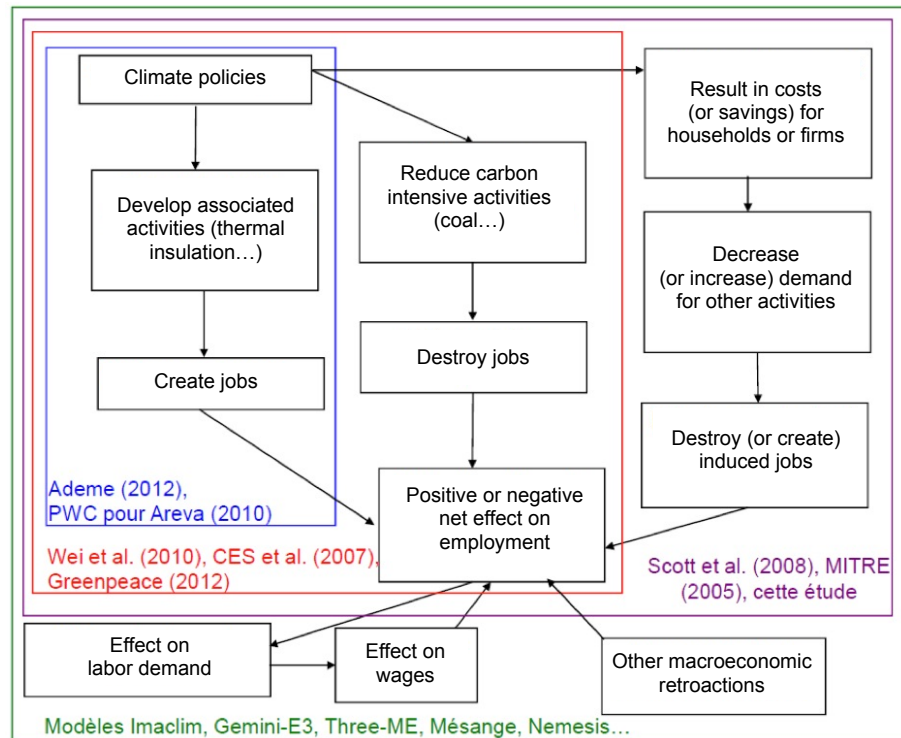 Climate policies
Develop associated
activities (thermal
insulation…)
Create jobs
Ademe (2012),
PWC pour Areva (2010)
Reduce carbon
intensive activities
(coal…)
Destroy jobs
Positive or negative
net effect on
employment
Wei et al. (2010), CES et al. (2007),
Greenpeace (2012)
Result in costs
(or savings) for
households or firms
Decrease
(or increase) demand
for other activities
Destroy (or create)
induced jobs
Scott et al. (2008), MITRE
(2005), cette étude
Effect on
labor demand
Effect on
wages
Other macroeconomic
retroactions
Modèles Imaclim, Gemini-E3, Three-ME, Mésange, Nemesis…